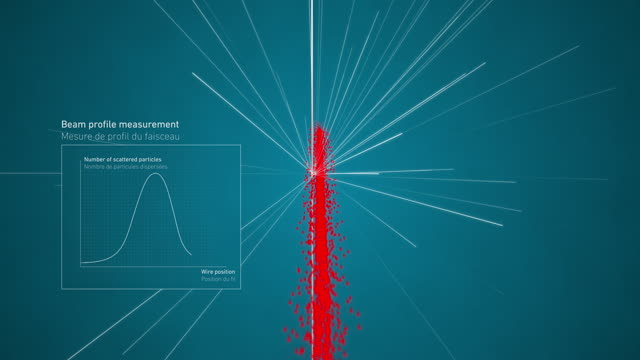 Beam profile measurement
Mesure de profil du faisceau
Number of scattered particles
Nombre de particules dispersées
Wire position
Position du fil